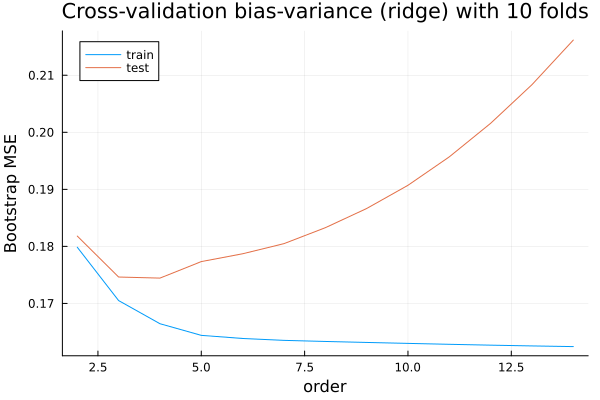 Cross-validation bias-variance (ridge) with 10 folds
train
test
Bootstrap MSE
0.21
0.20
0.19
0.18
0.17
2.5 5.0 7.5 10.0 12.5
order